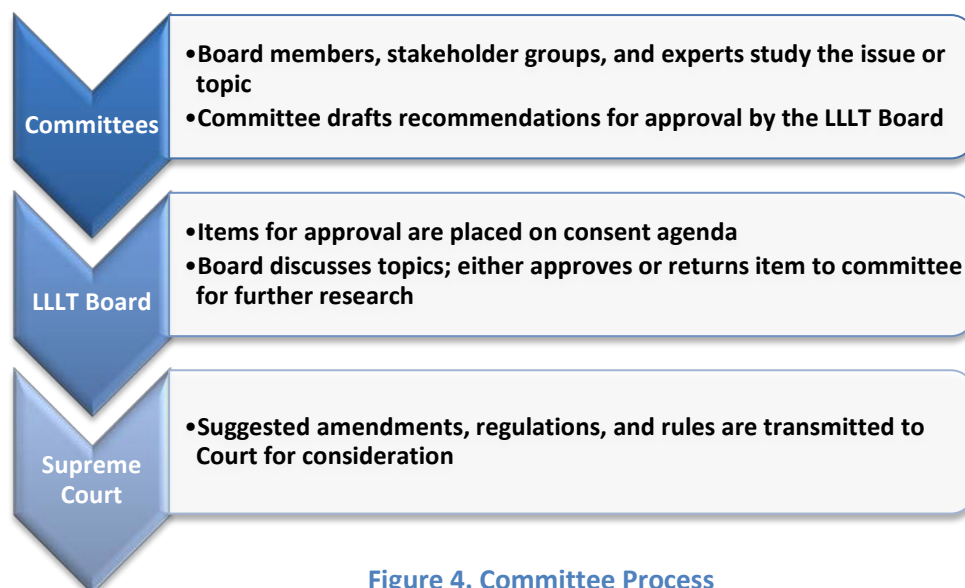 Committees
•Board members, stakeholder groups, and experts study the issue or
topic
•Committee drafts recommendations for approval by the LLLT Board
LLLT Board
•Items for approval are placed on consent agenda
•Board discusses topics; either approves or returns item to committee
for further research
Supreme
Court
•Suggested amendments, regulations, and rules are transmitted to
Court for consideration
Figure 4. Committee Process